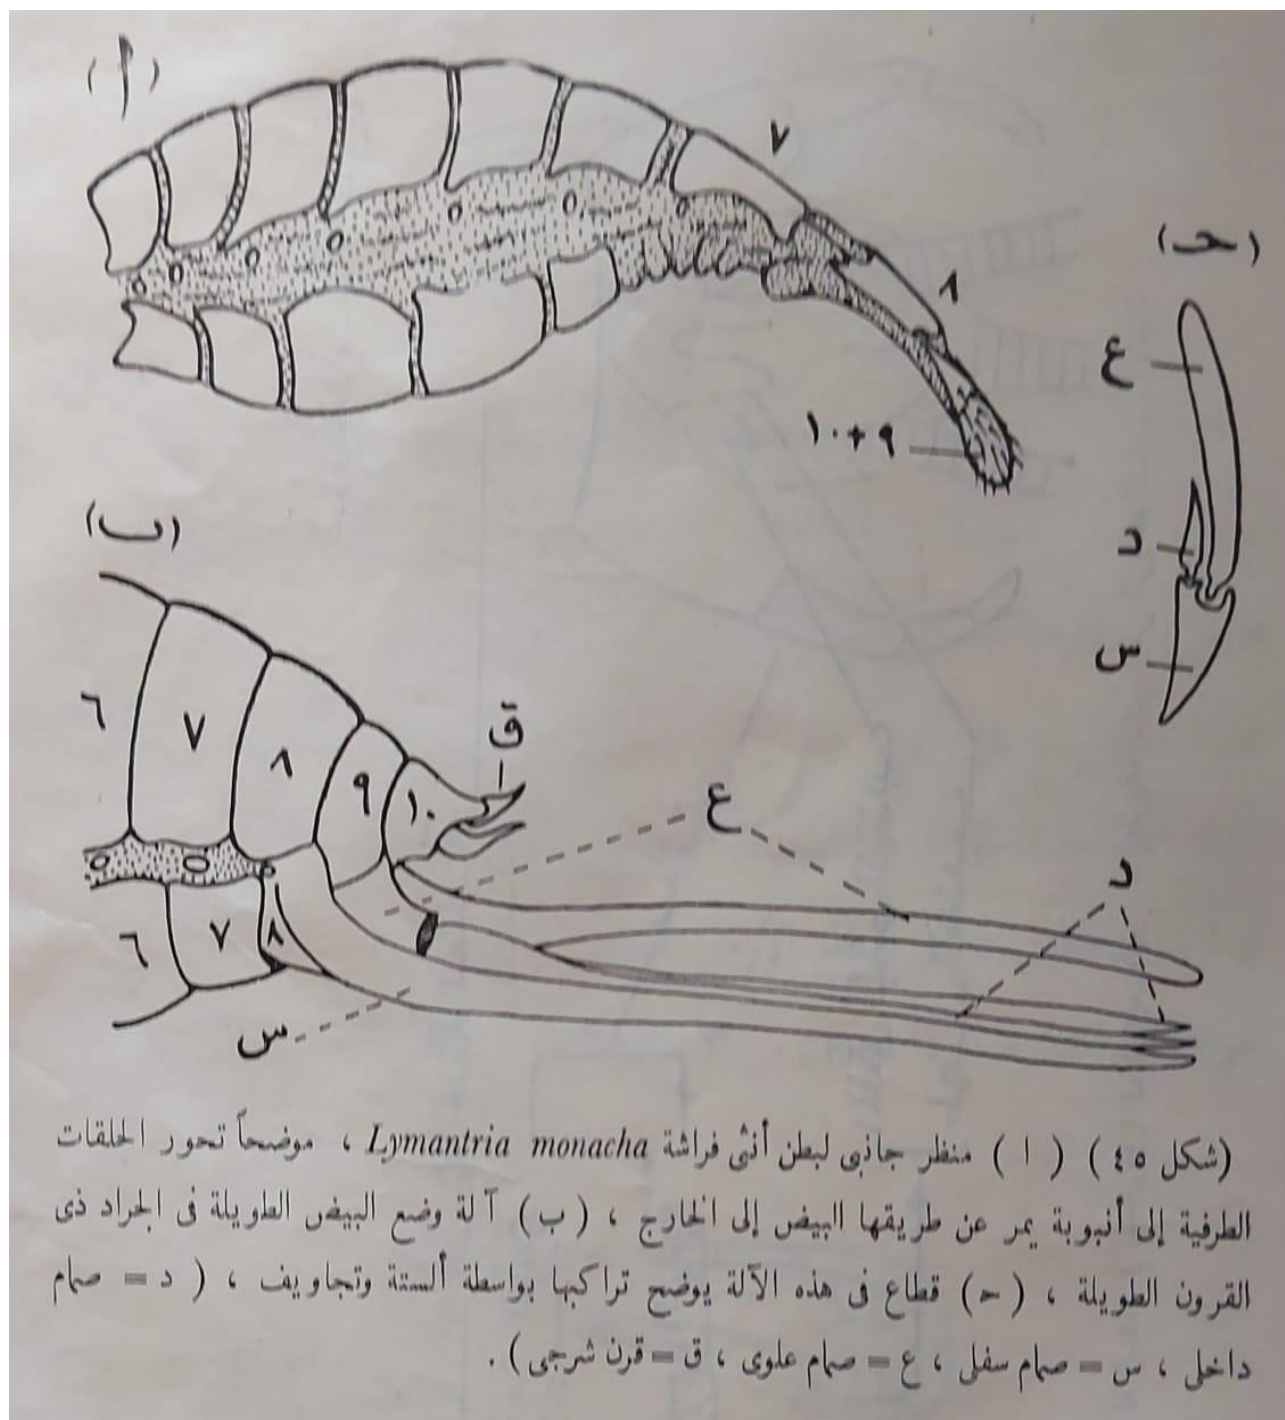 (أ)
٧
٨
٩+١٠
(حـ)
ع
د
س
(ب)
٦
٧
٨
٩
١٠
ق
ع
د
٦
٧
٨
س
(شكل ٤٥) (ا) منظر جانبى لبطن أنثى فراشة Lymantria monacha ، موضحاً تحور الحلقات
الطرفية إلى أنبوبة يمر عن طريقها البيض إلى الخارج ، (ب) آلة وضع البيض الطويلة فى الجراد ذى
القرون الطويلة ، (حـ) قطاع فى هذه الآلة يوضح تراكبها بواسطة ألستة وتجاويف ، (د = صمام
داخلى ، س = صمام سفلى ، ع = صمام علوى ، ق = قرن شرجى) .